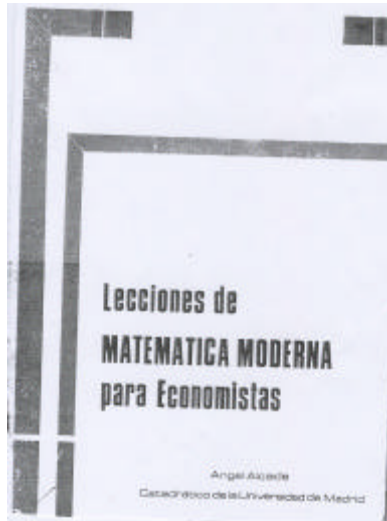 Lecciones de
MATEMATICA MODERNA
para Economistas
Angel Alcaide
Catedrático de la Universidad de Madrid